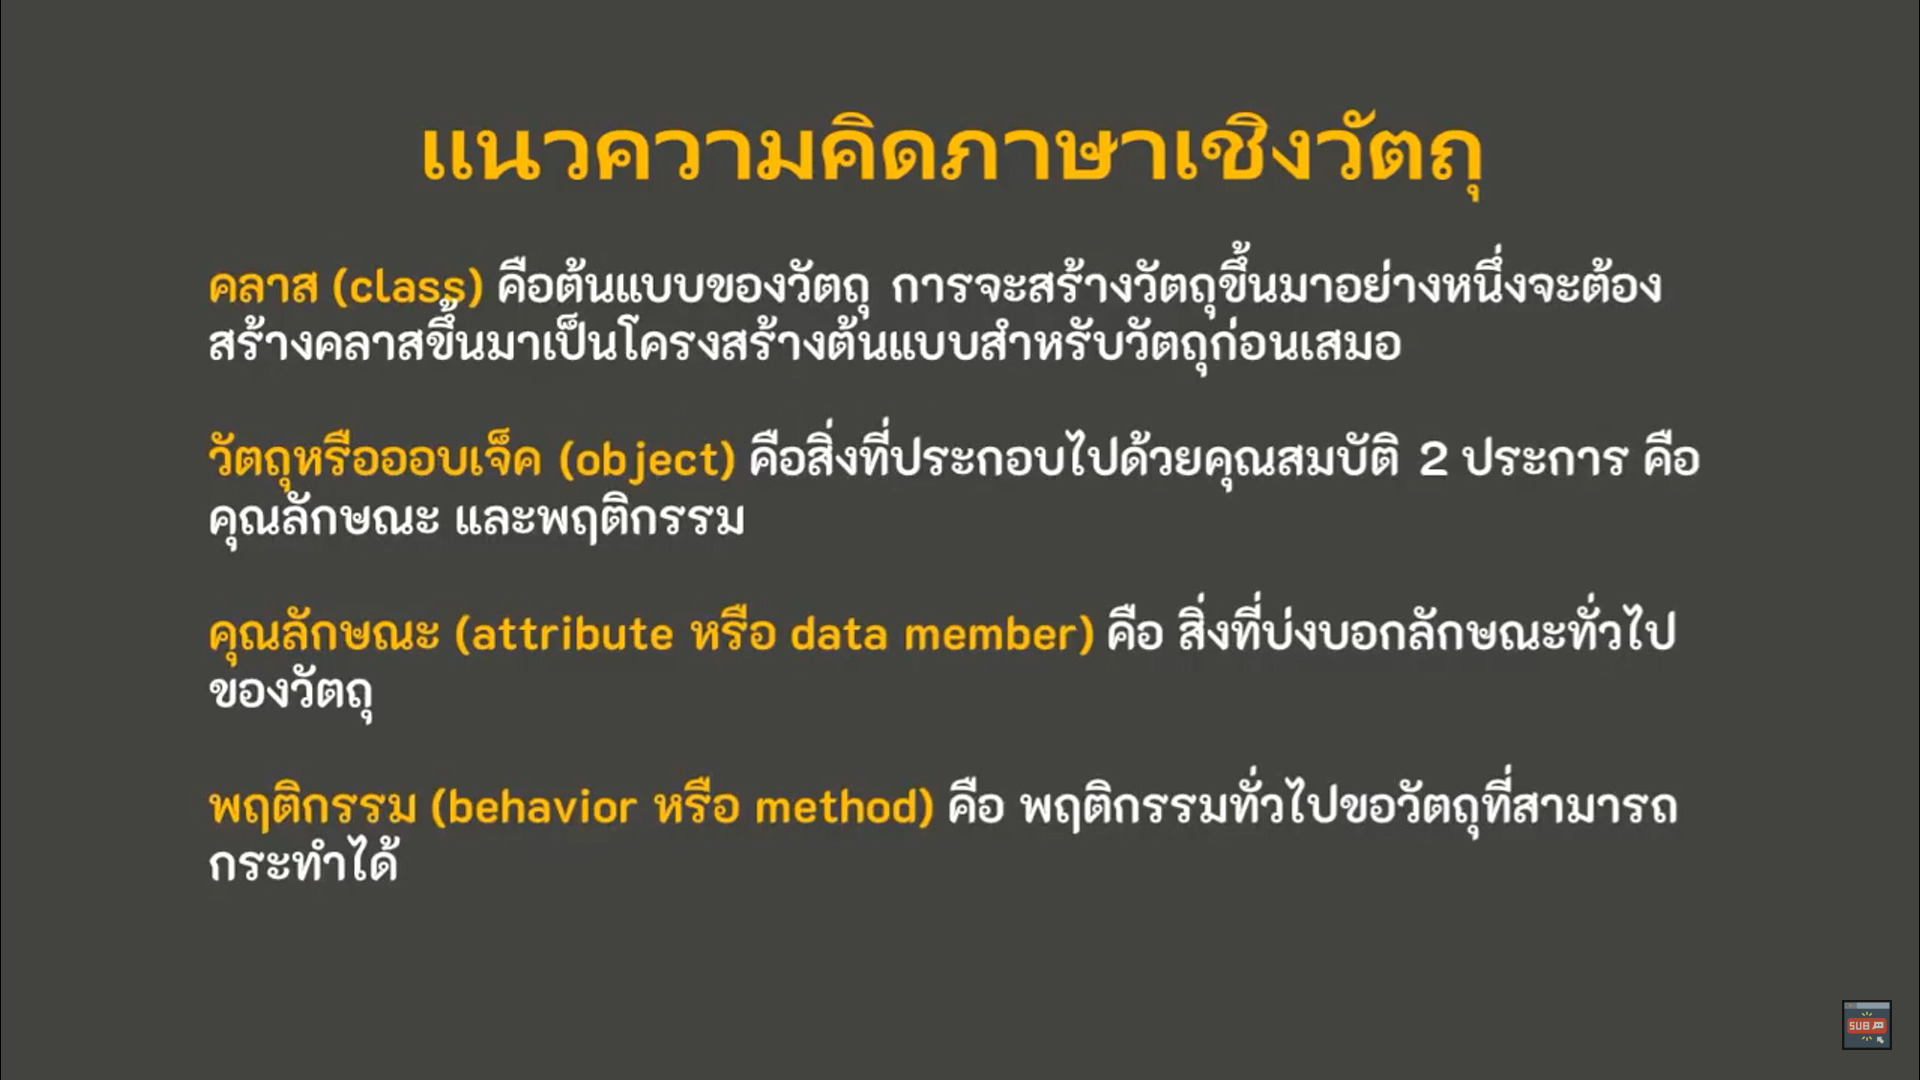 แนวความคิดภาษาเชิงวัตถุ
คลาส (class) คือต้นแบบของวัตถุ การจะสร้างวัตถุขึ้นมาอย่างหนึ่งจะต้อง
สร้างคลาสขึ้นมาเป็นโครงสร้างต้นแบบสำหรับวัตถุก่อนเสมอ
วัตถุหรือออบเจ็ค (object) คือสิ่งที่ประกอบไปด้วยคุณสมบัติ 2 ประการ คือ
คุณลักษณะ และพฤติกรรม
คุณลักษณะ (attribute หรือ data member) คือ สิ่งที่บ่งบอกลักษณะทั่วไป
ของวัตถุ
พฤติกรรม (behavior หรือ method) คือ พฤติกรรมทั่วไปขอวัตถุที่สามารถ
กระทำได้
SUB